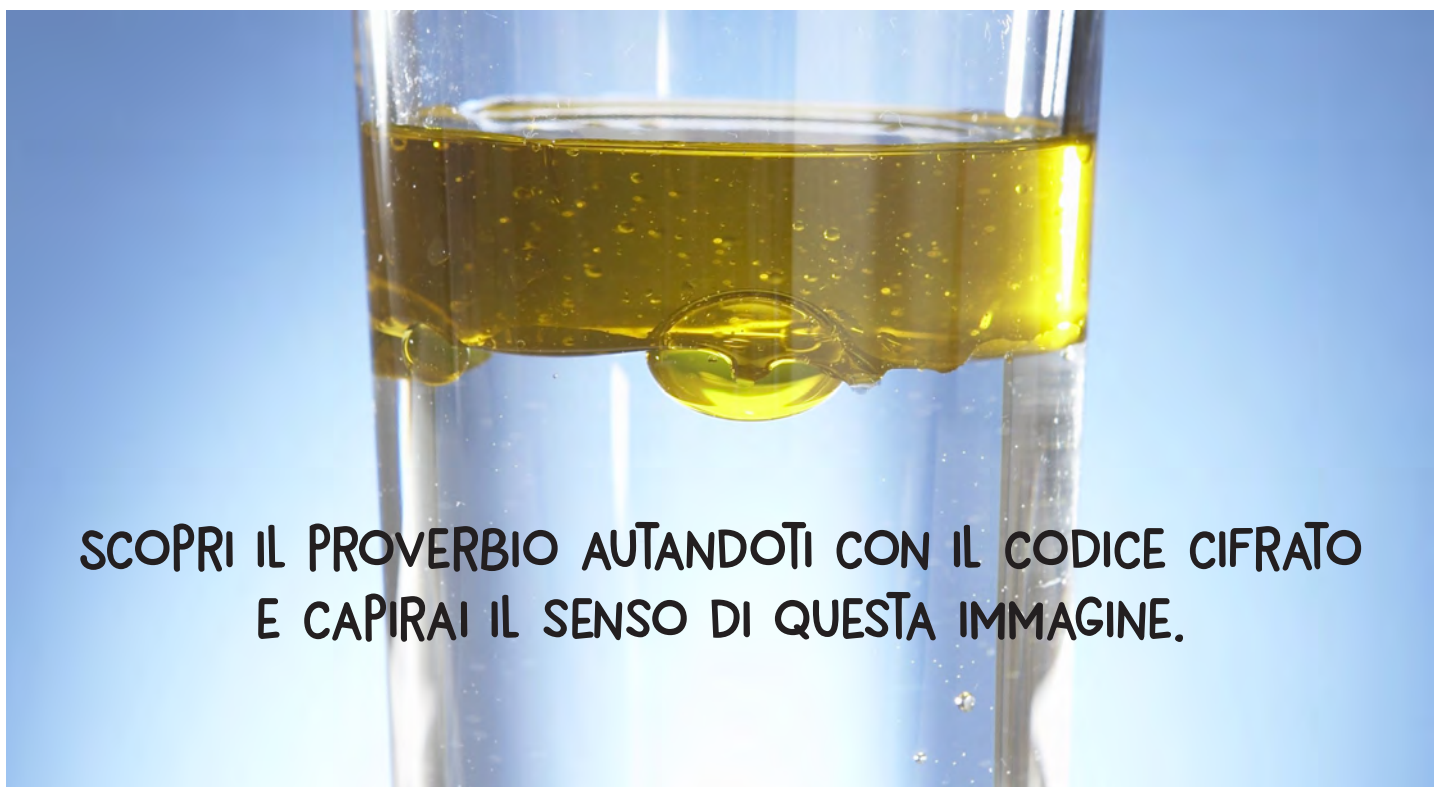 SCOPRI IL PROVERBIO AUTANDOTI CON IL CODICE CIFRATO
E CAPIRAI IL SENSO DI QUESTA IMMAGINE.